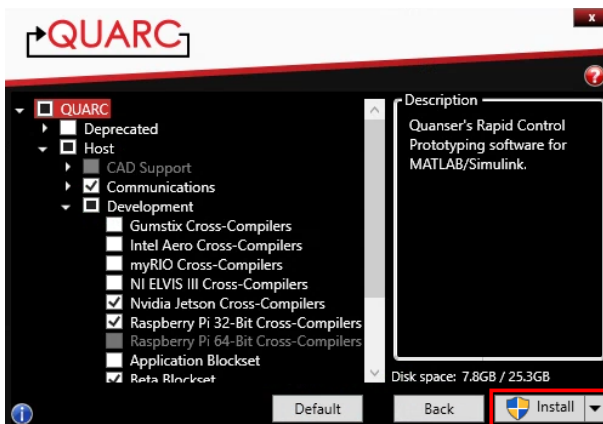 QUARC
x
?
QUARC
Deprecated
Host
CAD Support
Communications
Development
Gumstix Cross-Compilers
Intel Aero Cross-Compilers
myRIO Cross-Compilers
NI ELVIS III Cross-Compilers
Nvidia Jetson Cross-Compilers
Raspberry Pi 32-Bit Cross-Compilers
Raspberry Pi 64-Bit Cross-Compilers
Application Blockset
Beta Blockset
Description
Quanser's Rapid Control
Prototyping software for
MATLAB/Simulink.
Disk space: 7.8GB / 25.3GB
i
Default
Back
Install